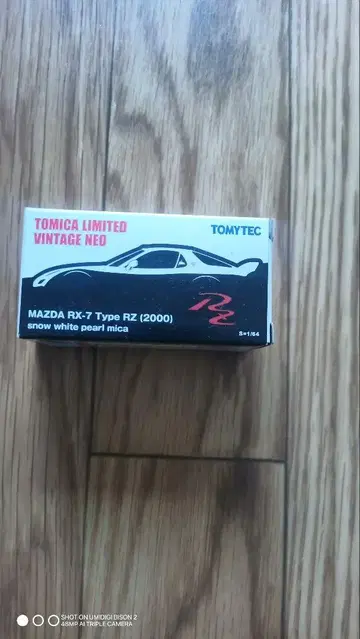 TOMICA LIMITED
VINTAGE NEO
TOMYTEC
RZ
MAZDA RX-7 Type RZ (2000)
snow white pearl mica
S=1/64
SHOT ON UMIDIGI BISON 2
48MP AI TRIPLE CAMERA